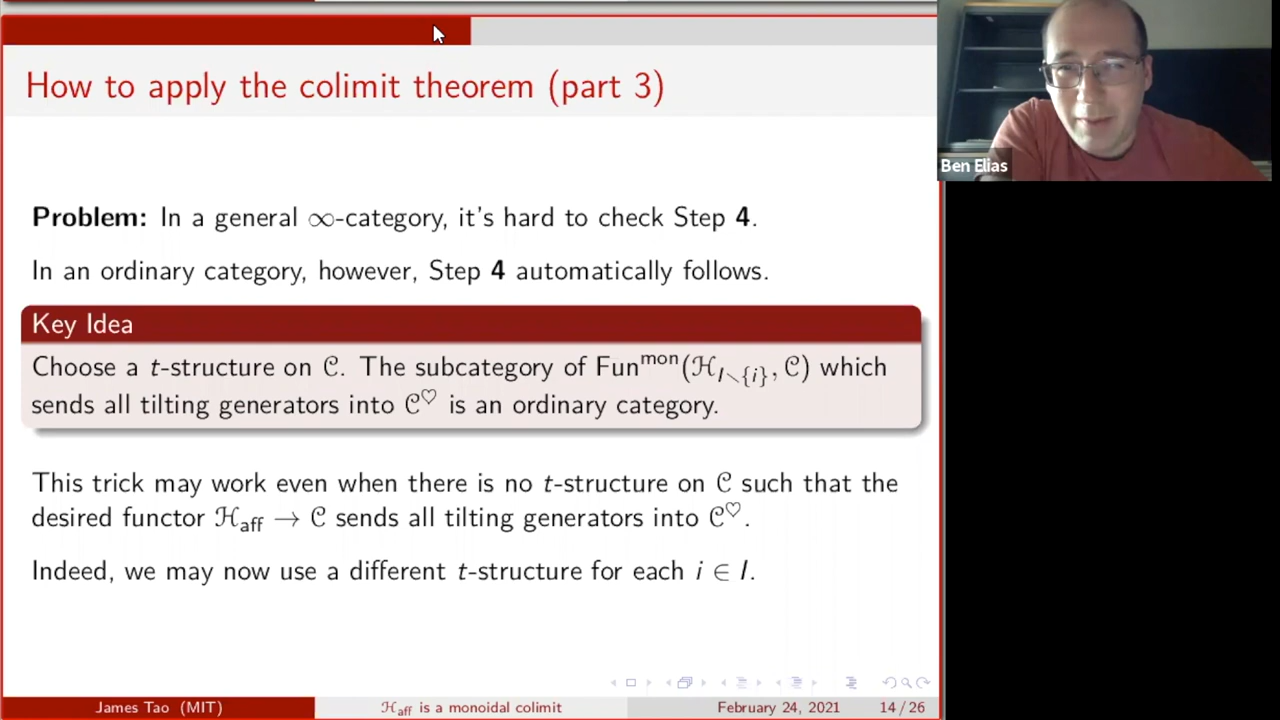 How to apply the colimit theorem (part 3)
Ben Elias
Problem: In a general ∞-category, it's hard to check Step 4.
In an ordinary category, however, Step 4 automatically follows.
Key Idea
Choose a t-structure on 𝒞. The subcategory of Fun^mon(ℋ_{I∖{i}}, 𝒞) which
sends all tilting generators into 𝒞^♡ is an ordinary category.
This trick may work even when there is no t-structure on 𝒞 such that the
desired functor ℋ_aff → 𝒞 sends all tilting generators into 𝒞^♡.
Indeed, we may now use a different t-structure for each i ∈ I.
James Tao (MIT)
ℋ_aff is a monoidal colimit
February 24, 2021
14 / 26